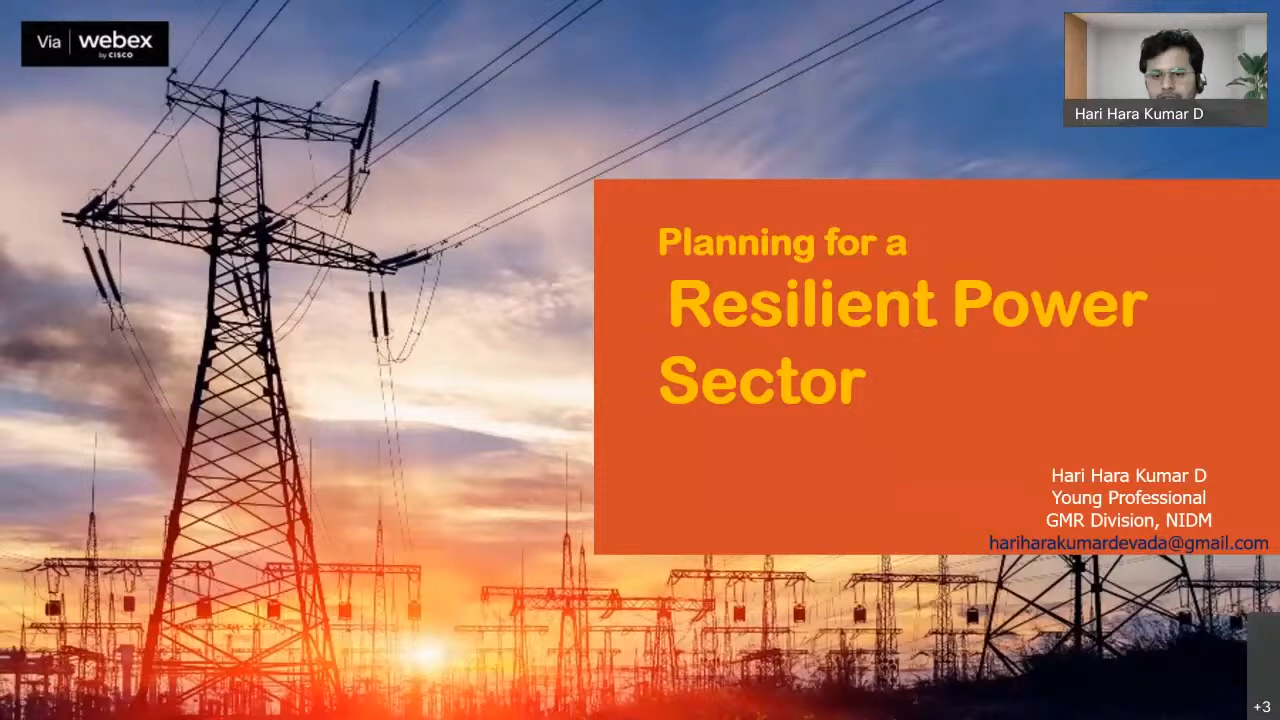 Via | webex
by CISCO
Hari Hara Kumar D
Planning for a
Resilient Power
Sector
Hari Hara Kumar D
Young Professional
GMR Division, NIDM
hariharakumardevada@gmail.com
+3